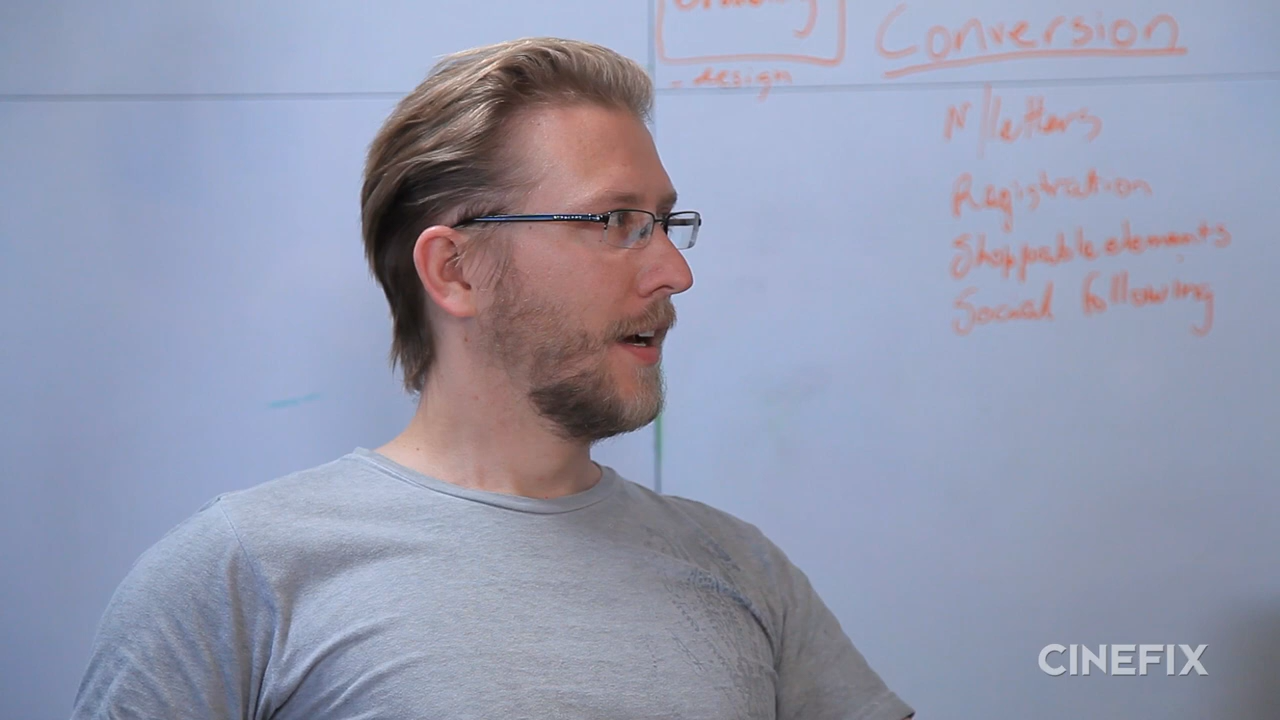 Conversion
- design
N/letters
Registration
Shoppable elements
Social following
CINEFIX